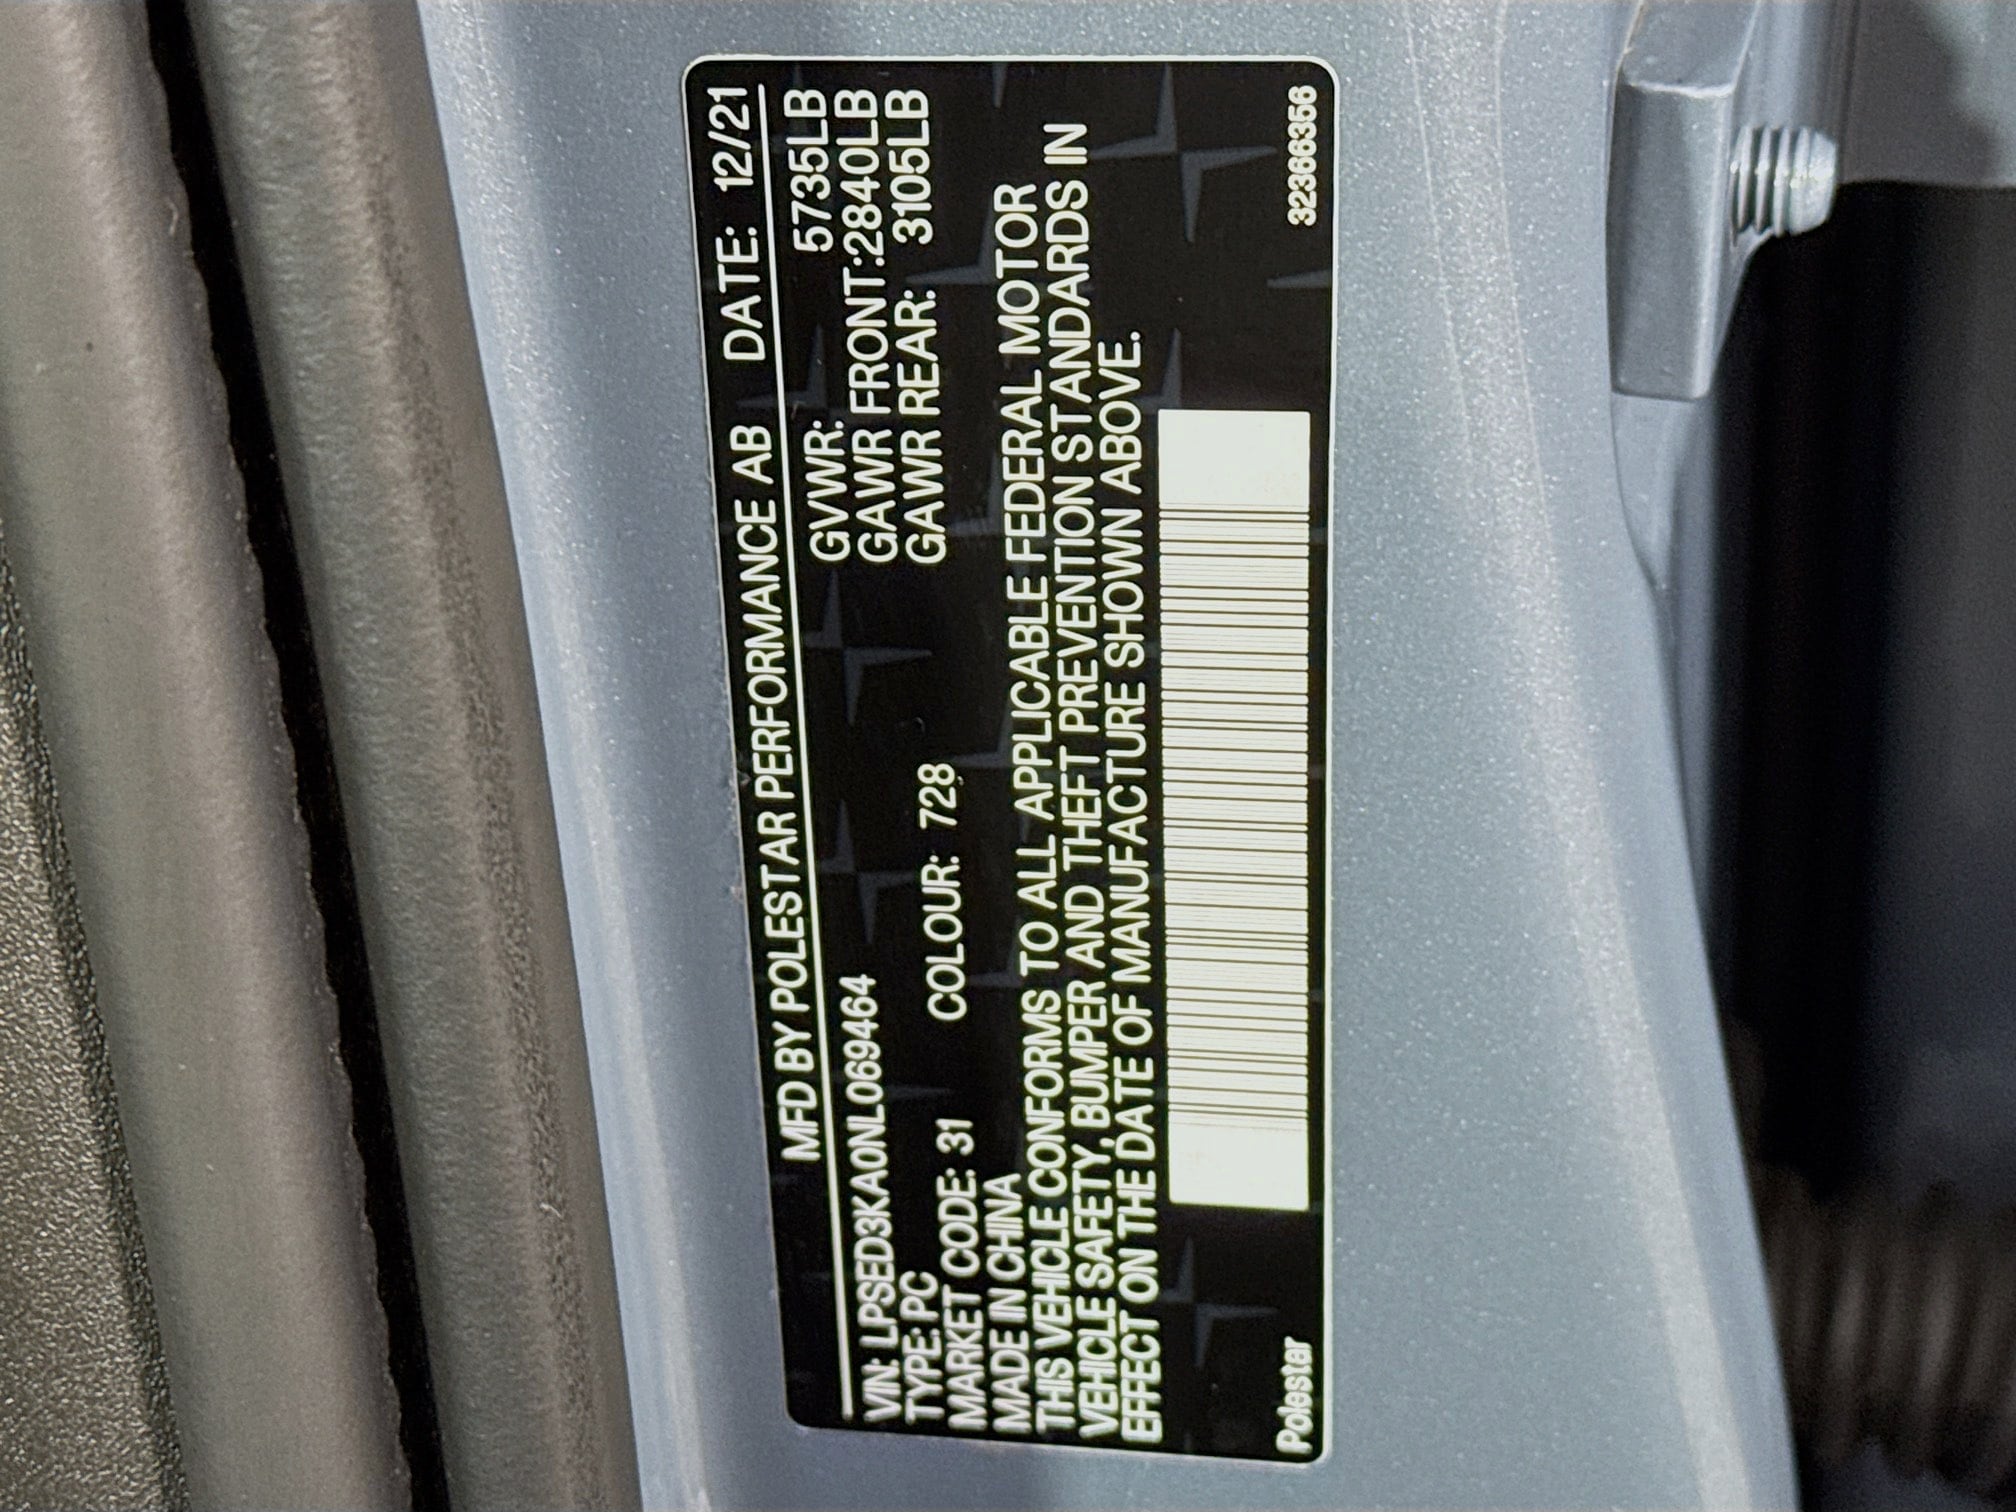 MFD BY POLESTAR PERFORMANCE AB DATE: 12/21
VIN: LPSED3KA0NL069464 GVWR: 5735LB
TYPE: PC GAWR FRONT:2840LB
MARKET CODE: 31 COLOUR: 728 GAWR REAR: 3105LB
MADE IN CHINA
THIS VEHICLE CONFORMS TO ALL APPLICABLE FEDERAL MOTOR
VEHICLE SAFETY, BUMPER AND THEFT PREVENTION STANDARDS IN
EFFECT ON THE DATE OF MANUFACTURE SHOWN ABOVE.
Polestar 32366356